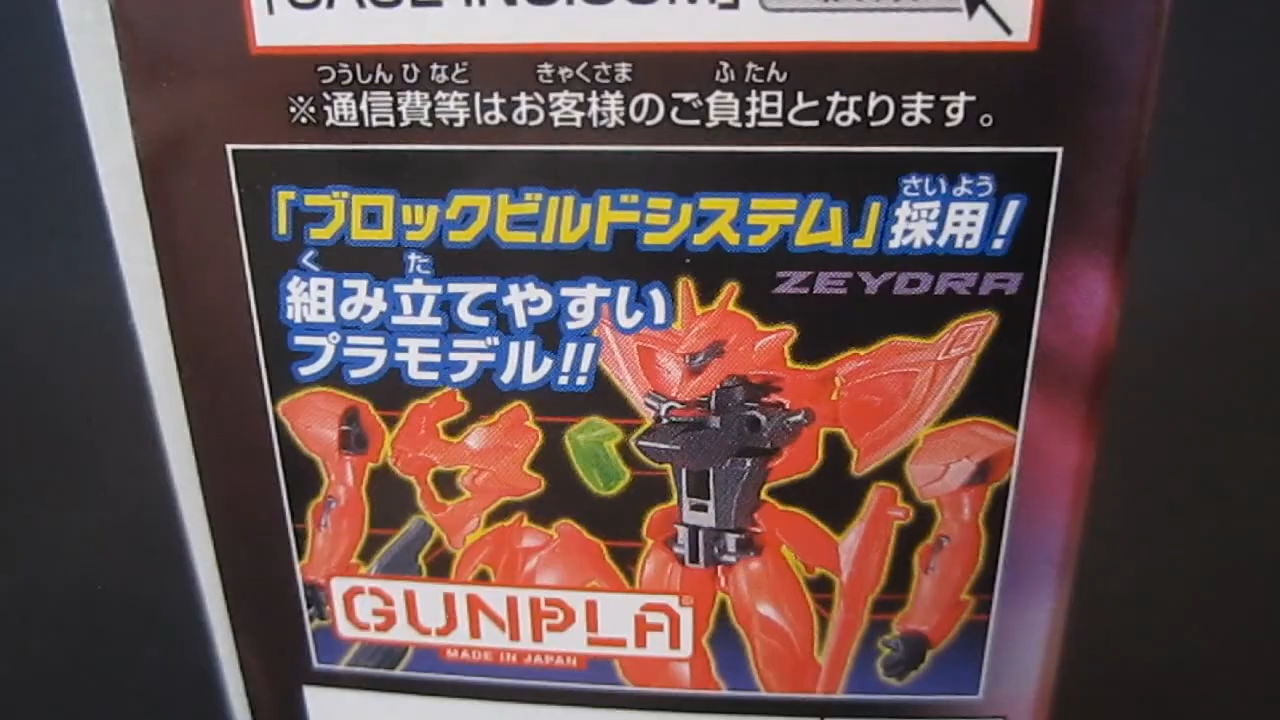 つうしん ひ など きゃくさま ふ たん
※通信費等はお客様のご負担となります。
さい よう
「ブロックビルドシステム」採用!
く た
組み立てやすい
ZEYDRA
プラモデル!!
GUNPLA
MADE IN JAPAN